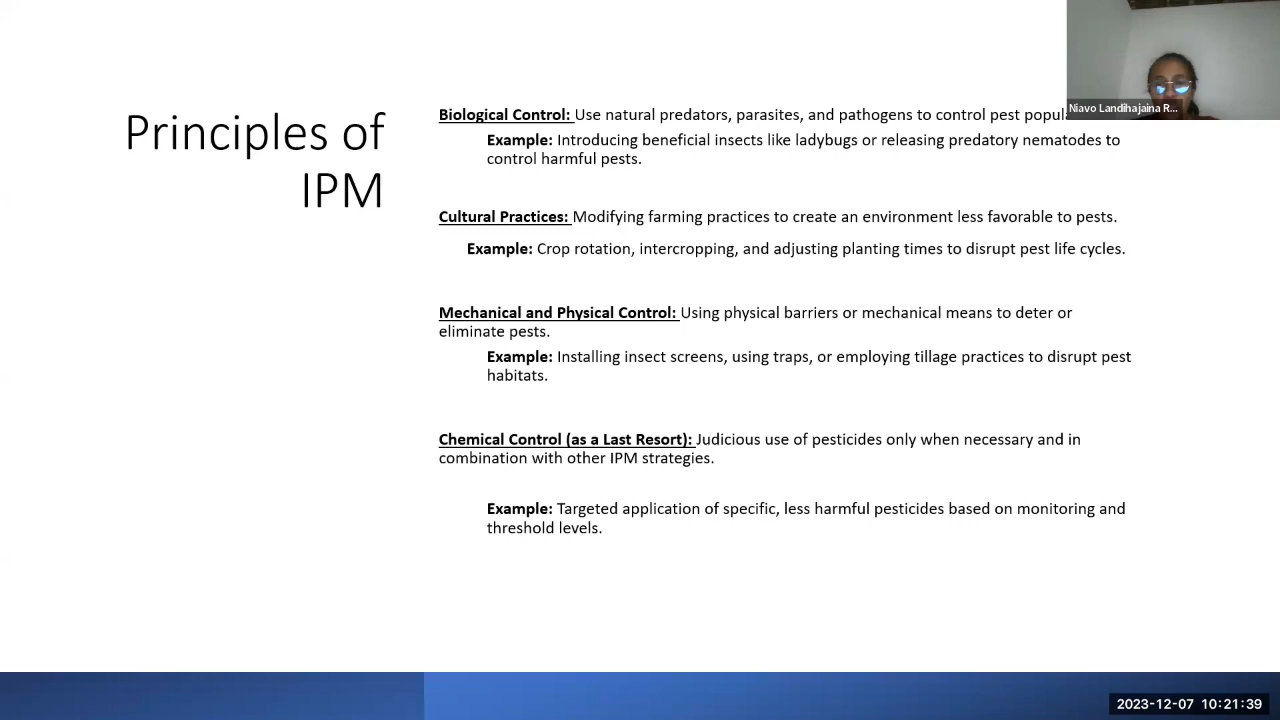 Principles of
IPM
Biological Control: Use natural predators, parasites, and pathogens to control pest
Example: Introducing beneficial insects like ladybugs or releasing predatory nematodes to
control harmful pests.
Cultural Practices: Modifying farming practices to create an environment less favorable to pests.
Example: Crop rotation, intercropping, and adjusting planting times to disrupt pest life cycles.
Mechanical and Physical Control: Using physical barriers or mechanical means to deter or
eliminate pests.
Example: Installing insect screens, using traps, or employing tillage practices to disrupt pest
habitats.
Chemical Control (as a Last Resort): Judicious use of pesticides only when necessary and in
combination with other IPM strategies.
Example: Targeted application of specific, less harmful pesticides based on monitoring and
threshold levels.
Niavo Landihajaina R...
2023-12-07 10:21:39